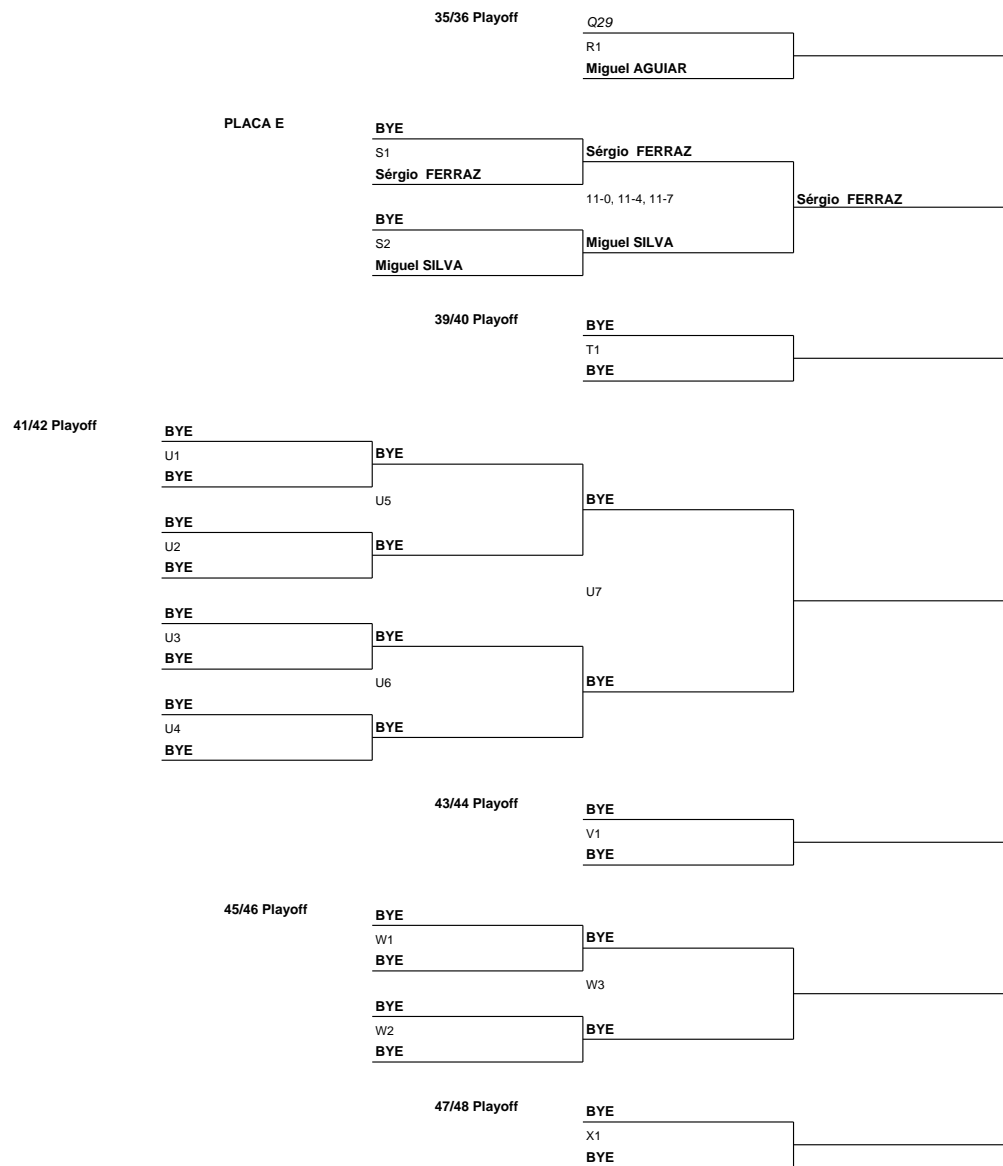 35/36 Playoff
Q29
R1
Miguel AGUIAR
PLACA E
BYE
S1
Sérgio FERRAZ
Sérgio FERRAZ
11-0, 11-4, 11-7
Sérgio FERRAZ
BYE
S2
Miguel SILVA
Miguel SILVA
39/40 Playoff
BYE
T1
BYE
41/42 Playoff
BYE
U1
BYE
BYE
U5
BYE
BYE
U2
BYE
BYE
U7
BYE
U3
BYE
BYE
U6
BYE
BYE
U4
BYE
BYE
43/44 Playoff
BYE
V1
BYE
45/46 Playoff
BYE
W1
BYE
BYE
W3
BYE
W2
BYE
BYE
47/48 Playoff
BYE
X1
BYE